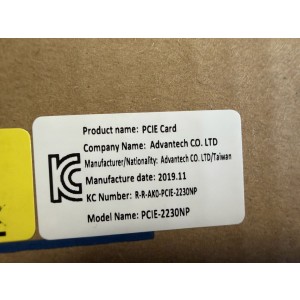 Product name: PCIE Card
Company Name: Advantech CO. LTD
Manufacturer/Nationality: Advantech CO. LTD/Taiwan
Manufacture date: 2019.11
KC Number: R-R-AK0-PCIE-2230NP
Model Name: PCIE-2230NP